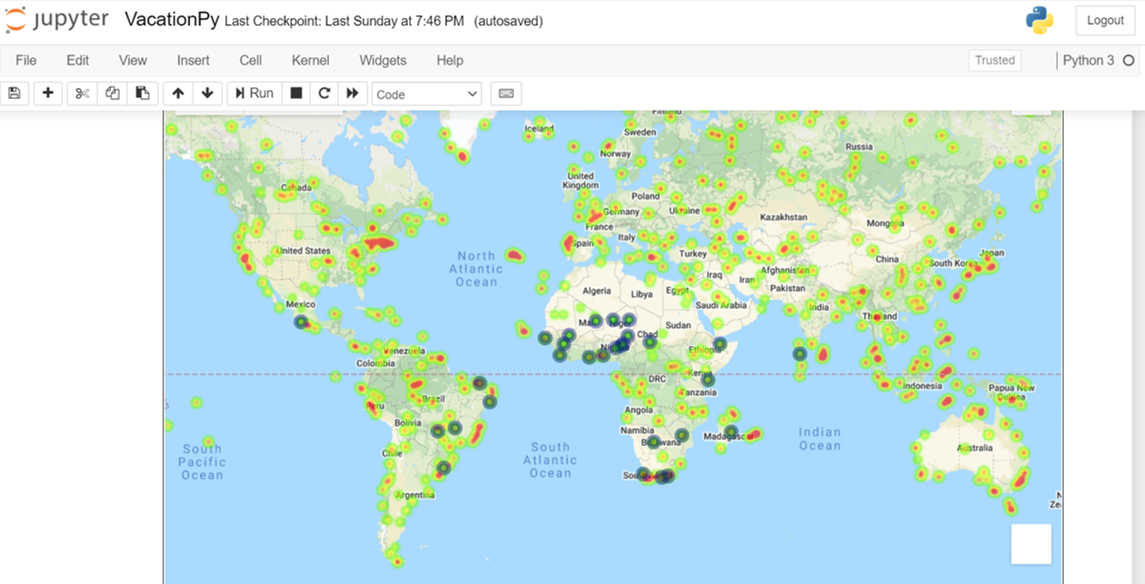 jupyter VacationPy Last Checkpoint: Last Sunday at 7:46 PM (autosaved) Logout
File Edit View Insert Cell Kernel Widgets Help Trusted Python 3
Run Code
Finland
Iceland
Sweden
Russia
Norway
Canada
United
Kingdom
Poland
Germany
Ukraine
Kazakhstan
Mongolia
France
Italy
Spain
United States
North
Atlantic
Ocean
Turkey
China
South Korea
Japan
Iraq
Iran
Afghanistan
Pakistan
Algeria
Libya
Egypt
Saudi Arabia
Mexico
India
Thailand
Niger
Chad
Sudan
Ethiopia
Venezuela
Colombia
Kenya
DRC
Tanzania
Indonesia
Papua New
Guinea
Brazil
Peru
Angola
Bolivia
Namibia
Botswana
Madagascar
Indian
Ocean
South
Pacific
Ocean
Chile
South
Atlantic
Ocean
Australia
Argentina